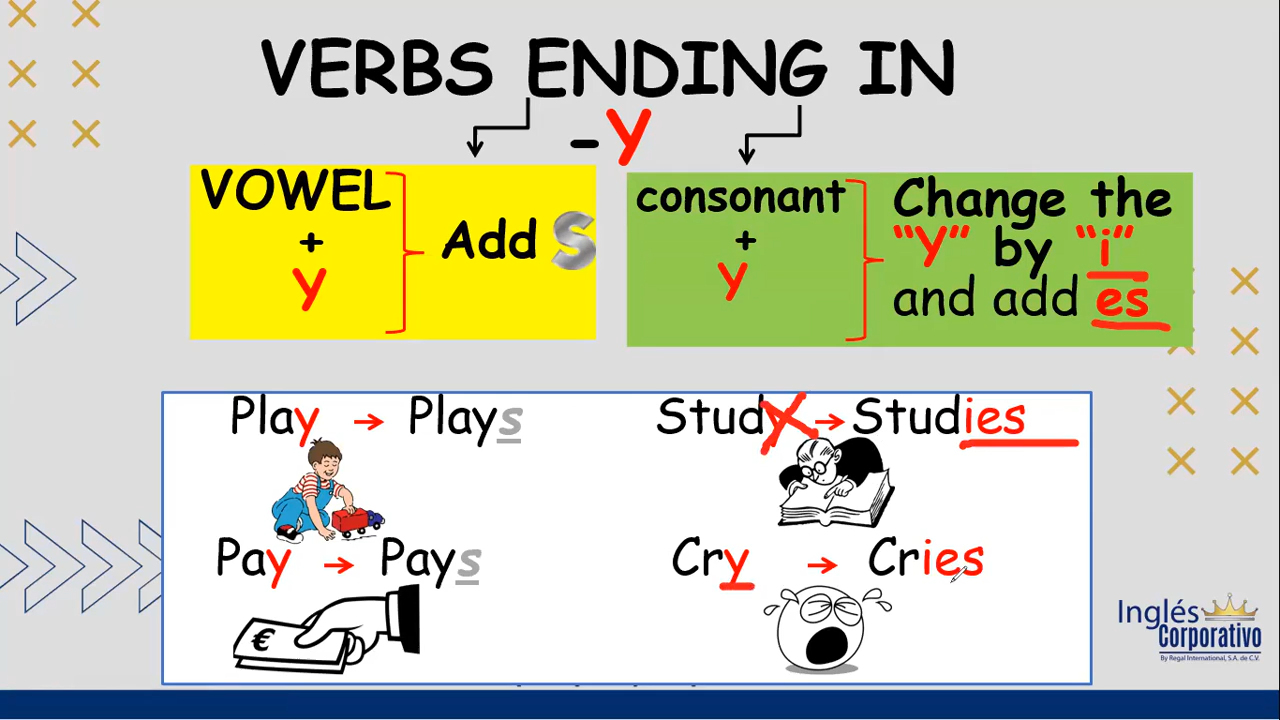 VERBS ENDING IN
-Y
VOWEL
+
y
Add S
consonant
+
y
Change the
"Y" by "i"
and add es
Play → Plays
Study → Studies
Pay → Pays
Cry → Cries
€
Inglés
Corporativo
By Regal International, S.A. de C.V.